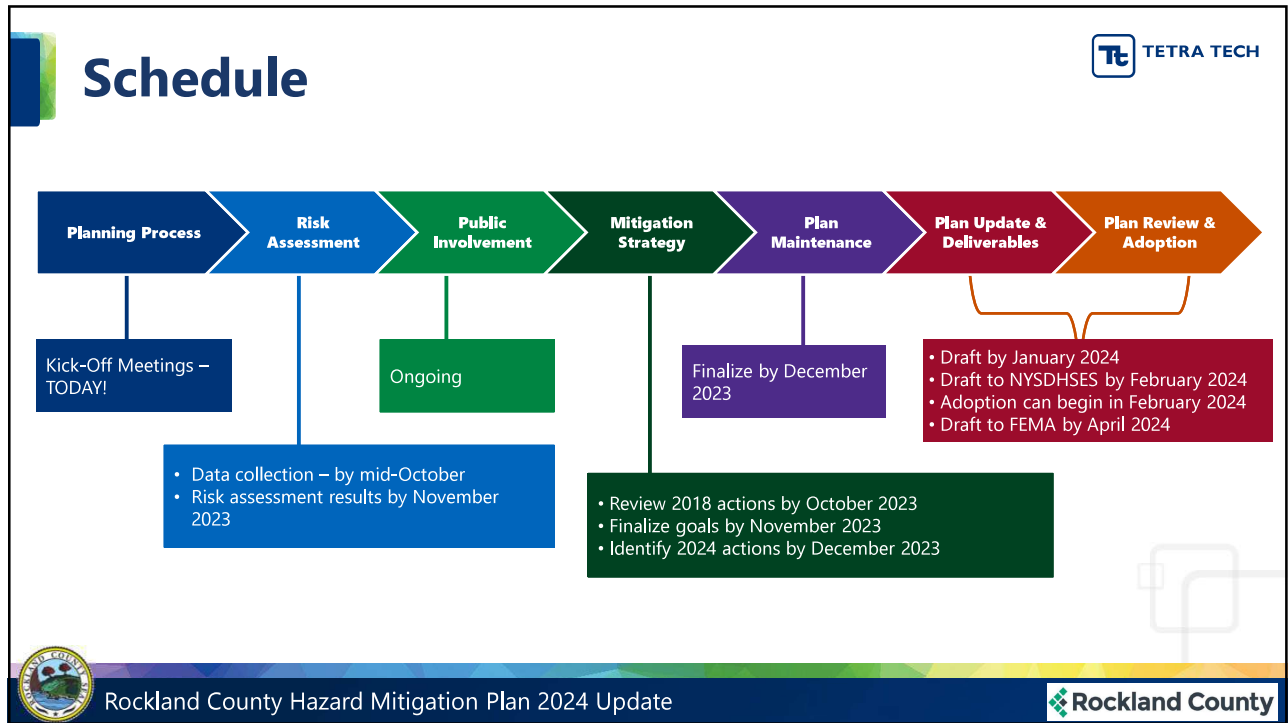 Schedule
Tt TETRA TECH
Planning Process
Risk
Assessment
Public
Involvement
Mitigation
Strategy
Plan
Maintenance
Plan Update &
Deliverables
Plan Review &
Adoption
Kick-Off Meetings –
TODAY!
• Data collection – by mid-October
• Risk assessment results by November
2023
Ongoing
• Review 2018 actions by October 2023
• Finalize goals by November 2023
• Identify 2024 actions by December 2023
Finalize by December
2023
• Draft by January 2024
• Draft to NYSDHSES by February 2024
• Adoption can begin in February 2024
• Draft to FEMA by April 2024
Rockland County Hazard Mitigation Plan 2024 Update
Rockland County